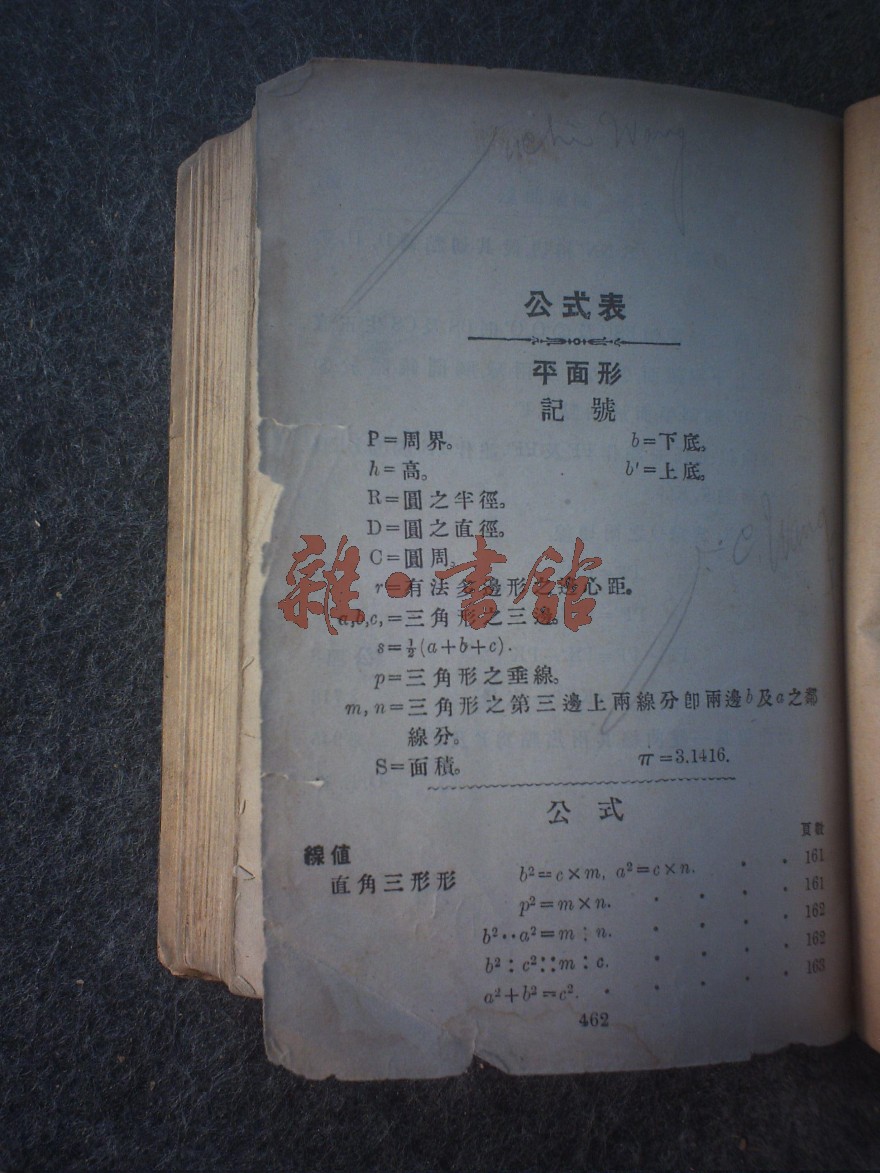 Wang
公式表
平面形
記號
P=周界。 b=下底。
h=高。 b'=上底。
R=圓之半徑。
D=圓之直徑。
C=圓周。
r=有法多邊形之邊心距。
雜·書館
a,b,c,=三角形之三邊。
s=½(a+b+c).
p=三角形之垂線。
m, n=三角形之第三邊上兩線分卽兩邊b及a之鄰
線分。
S=面積。 π=3.1416.
公式
頁數
線值
直角三形形 b²=c×m, a²=c×n. . . 161
p²=m×n. . . . . 161
b²··a²=m:n. . . . . 162
b²:c²::m:c. . . . . 162
a²+b²=c². . . . . . 163
462